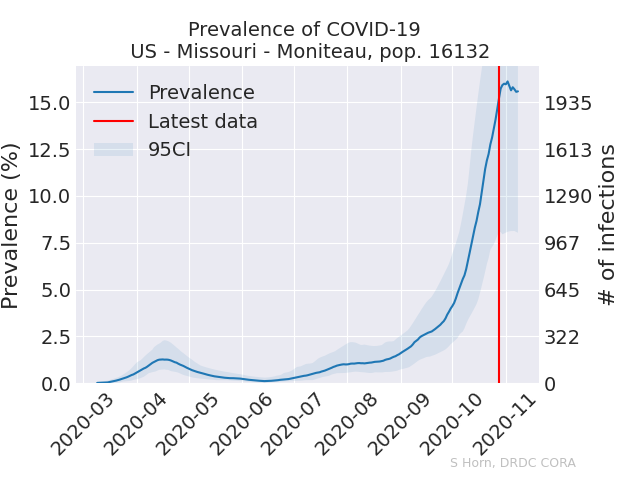 Prevalence of COVID-19
US - Missouri - Moniteau, pop. 16132
Prevalence
Latest data
95CI
Prevalence (%)
15.0
12.5
10.0
7.5
5.0
2.5
0.0
1935
1613
1290
967
645
322
0
# of infections
2020-03
2020-04
2020-05
2020-06
2020-07
2020-08
2020-09
2020-10
2020-11
S Horn, DRDC CORA